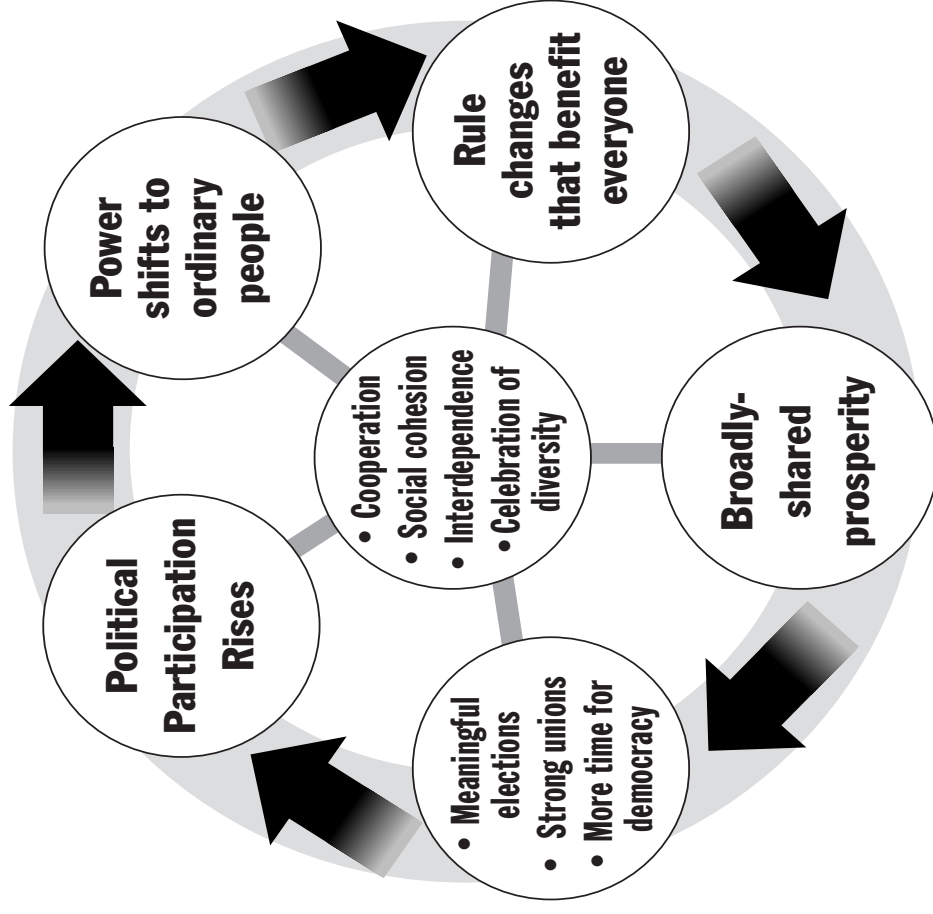 Political
Participation
Rises
Power
shifts to
ordinary
people
Rule
changes
that benefit
everyone
Broadly-
shared
prosperity
• Meaningful
elections
• Strong unions
• More time for
democracy
• Cooperation
• Social cohesion
• Interdependence
• Celebration of
diversity